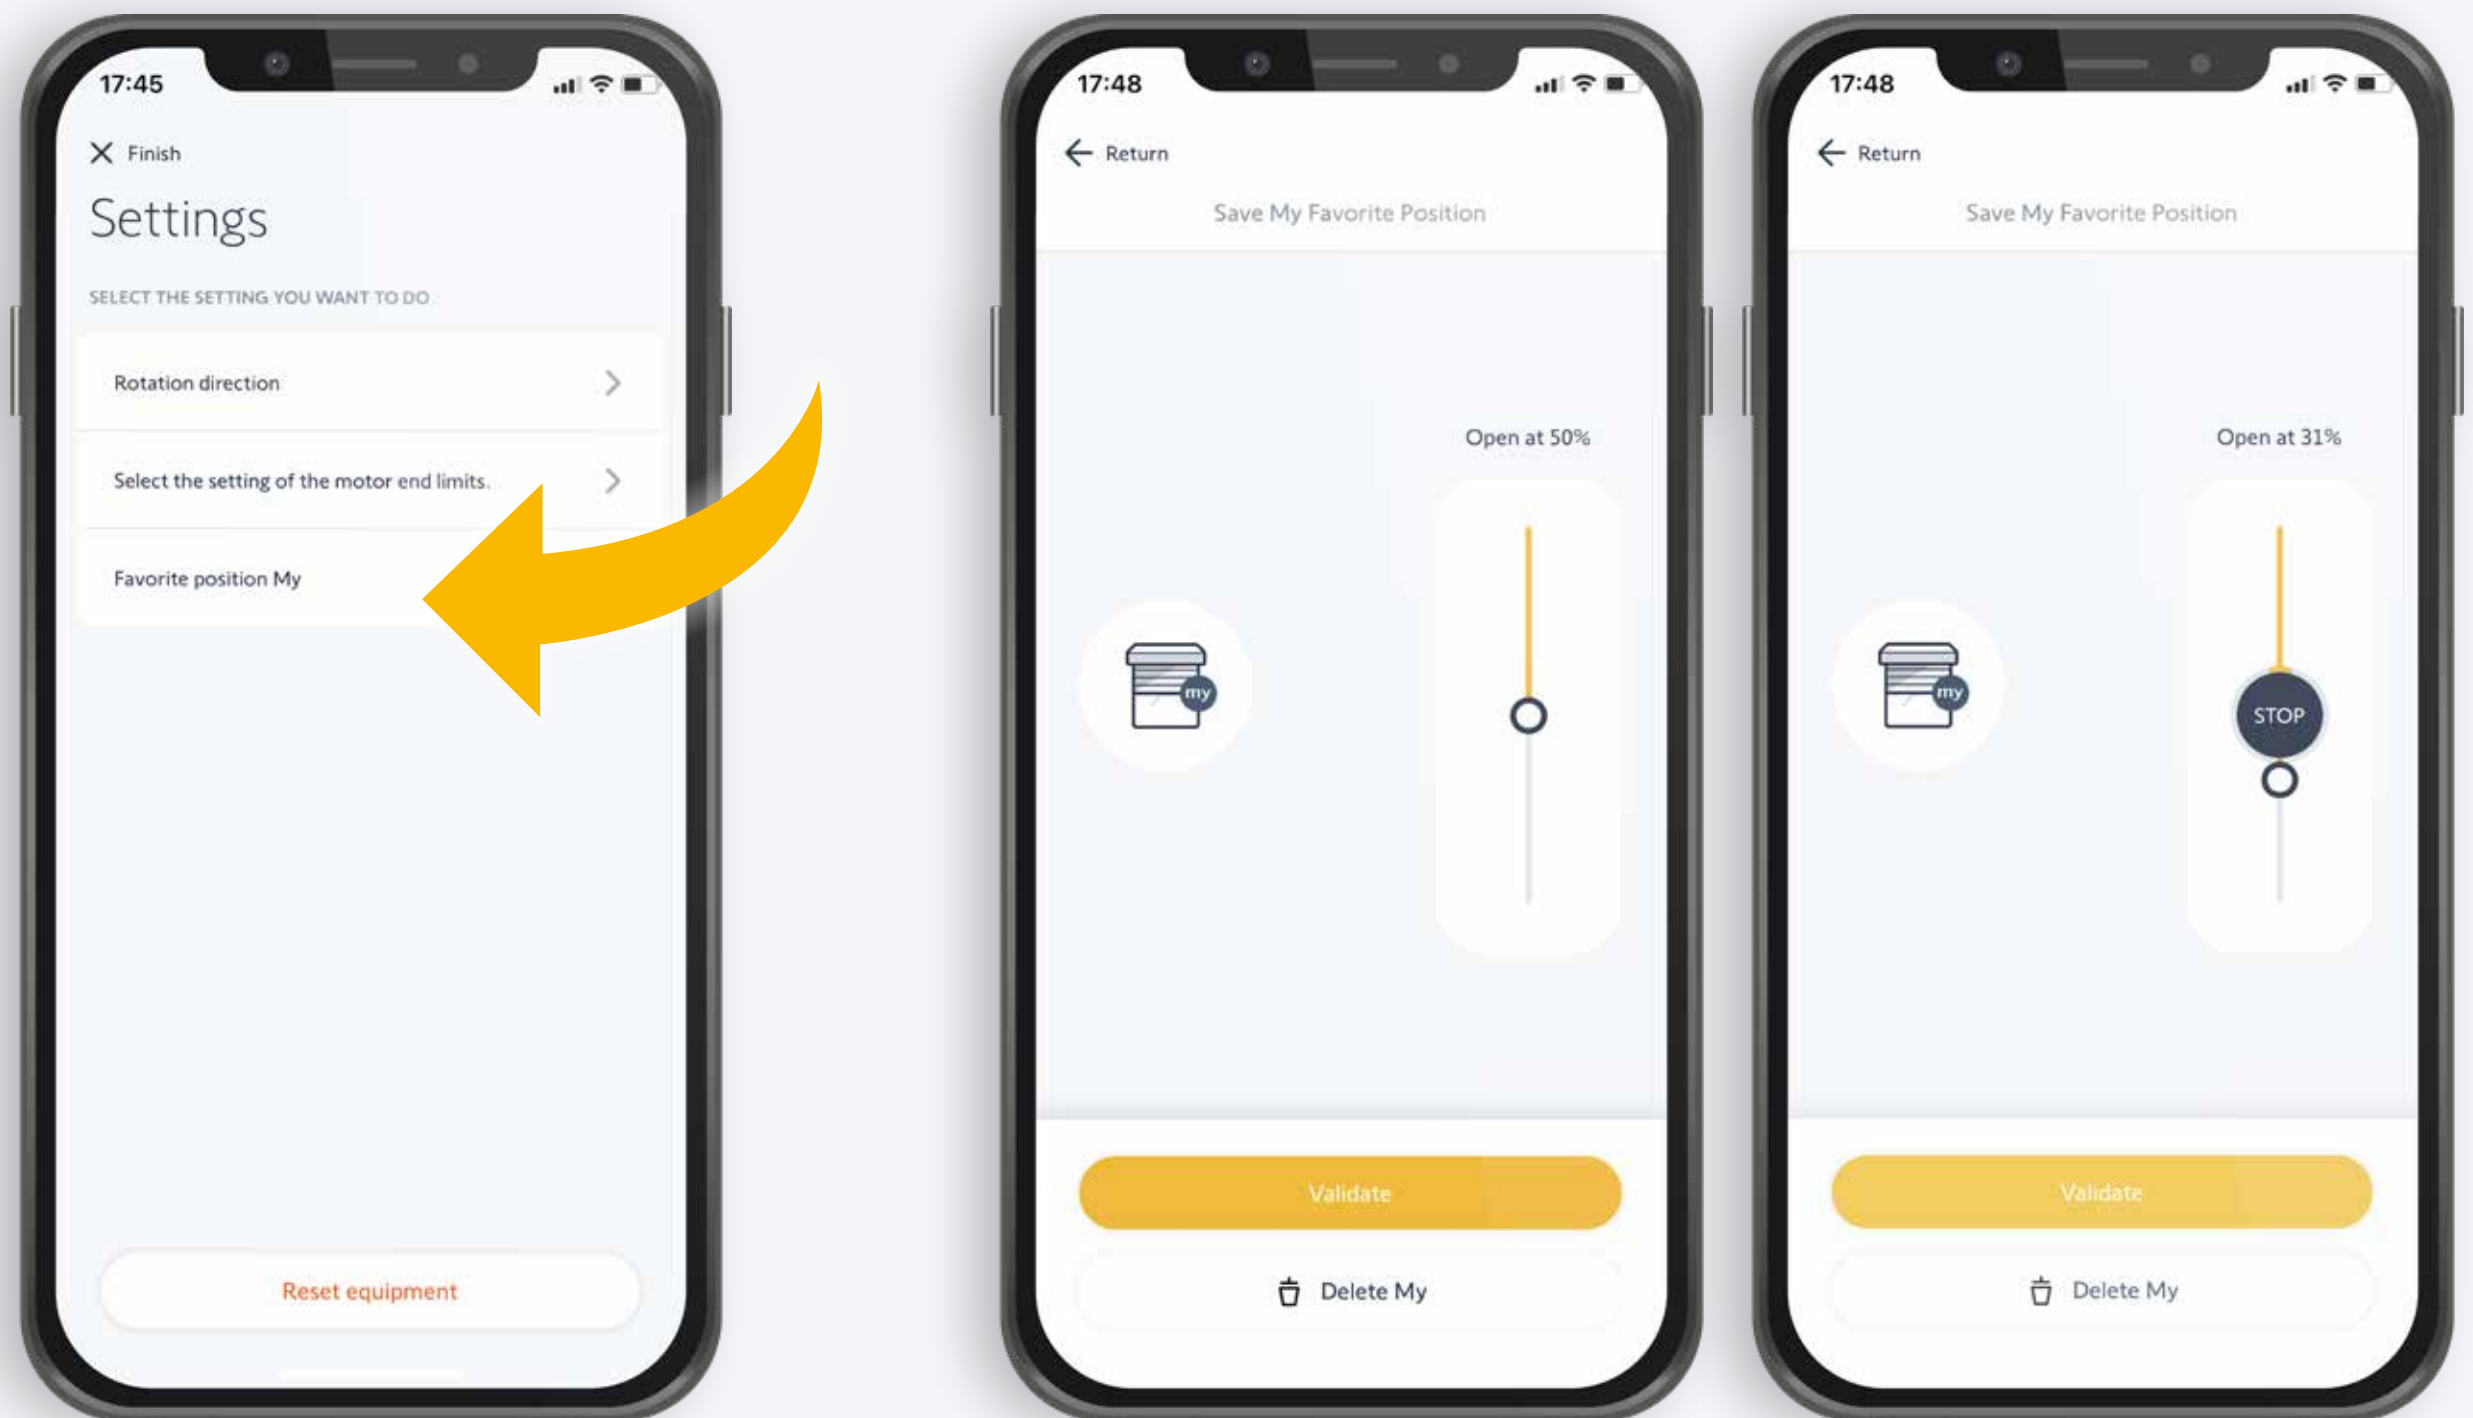 17:45
Finish
Settings
SELECT THE SETTING YOU WANT TO DO
Rotation direction
Select the setting of the motor end limits.
Favorite position My
Reset equipment
17:48
Return
Save My Favorite Position
Open at 50%
my
Validate
Delete My
17:48
Return
Save My Favorite Position
Open at 31%
my
STOP
Validate
Delete My